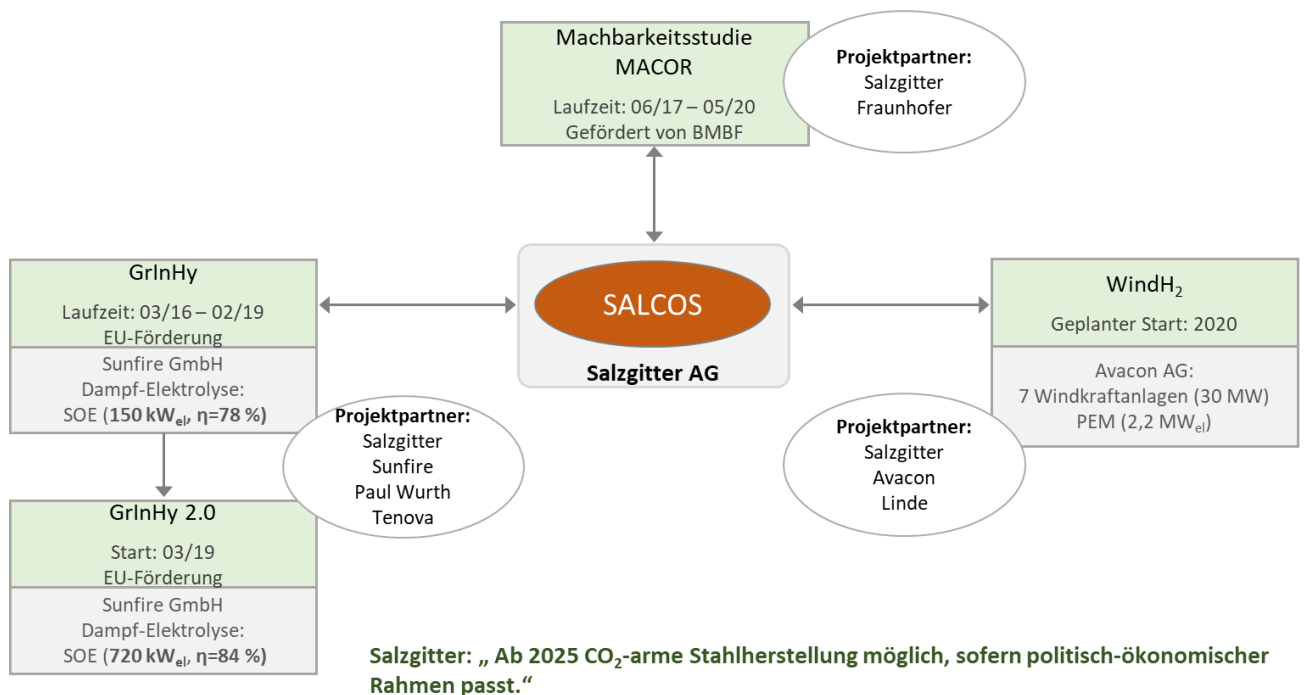 Machbarkeitsstudie
MACOR
Laufzeit: 06/17 – 05/20
Gefördert von BMBF
Projektpartner:
Salzgitter
Fraunhofer
GrInHy
Laufzeit: 03/16 – 02/19
EU-Förderung
Sunfire GmbH
Dampf-Elektrolyse:
SOE (150 kWel, η=78 %)
SALCOS
Salzgitter AG
WindH2
Geplanter Start: 2020
Avacon AG:
7 Windkraftanlagen (30 MW)
PEM (2,2 MWel)
Projektpartner:
Salzgitter
Sunfire
Paul Wurth
Tenova
Projektpartner:
Salzgitter
Avacon
Linde
GrInHy 2.0
Start: 03/19
EU-Förderung
Sunfire GmbH
Dampf-Elektrolyse:
SOE (720 kWel, η=84 %)
Salzgitter: „ Ab 2025 CO2-arme Stahlherstellung möglich, sofern politisch-ökonomischer
Rahmen passt.“